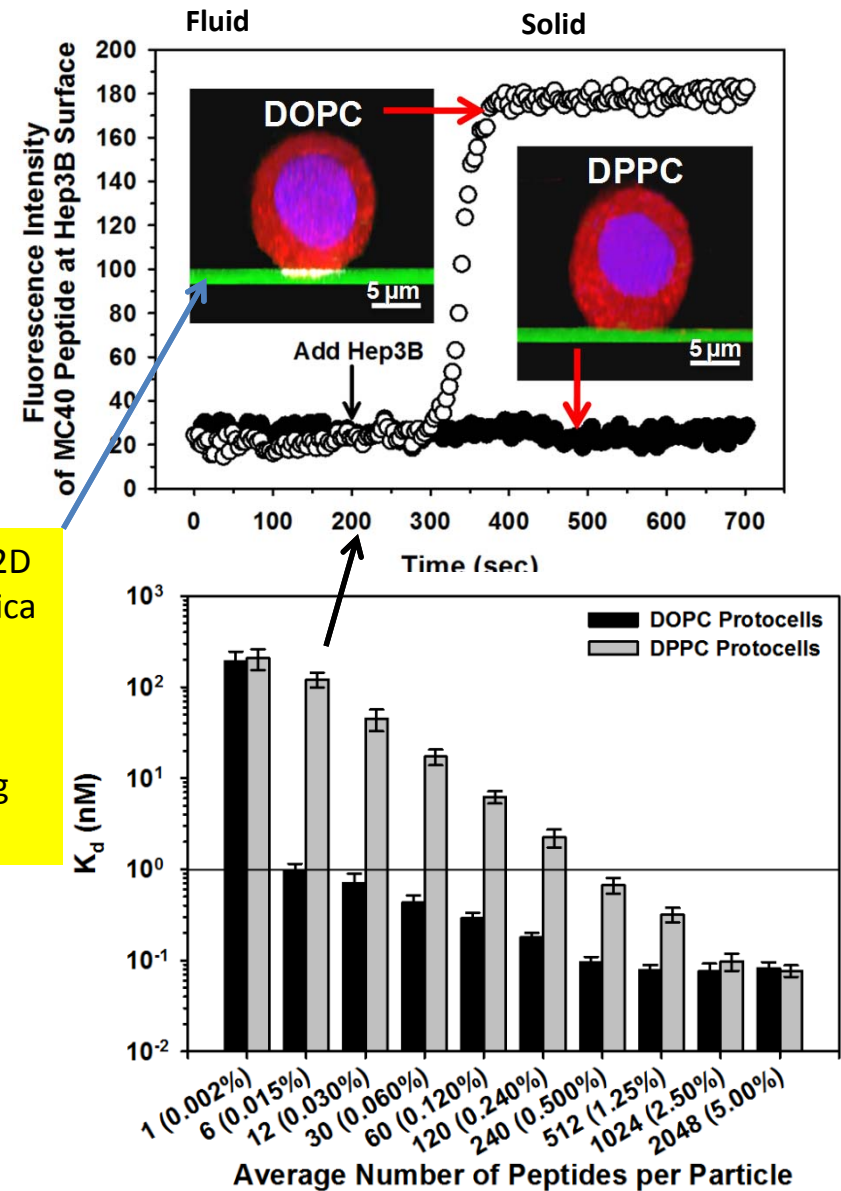 Fluid
Solid
200
180
160
140
120
100
80
60
40
20
0
Fluorescence Intensity
of MC40 Peptide at Hep3B Surface
DOPC
5 µm
DPPC
5 µm
Add Hep3B
0 100 200 300 400 500 600 700
Time (sec)
2D
ica
g
10³
10²
10¹
10⁰
10⁻¹
10⁻²
K_d (nM)
DOPC Protocells
DPPC Protocells
1 (0.002%)
6 (0.015%)
12 (0.030%)
30 (0.060%)
60 (0.120%)
120 (0.240%)
240 (0.500%)
512 (1.25%)
1024 (2.50%)
2048 (5.00%)
Average Number of Peptides per Particle